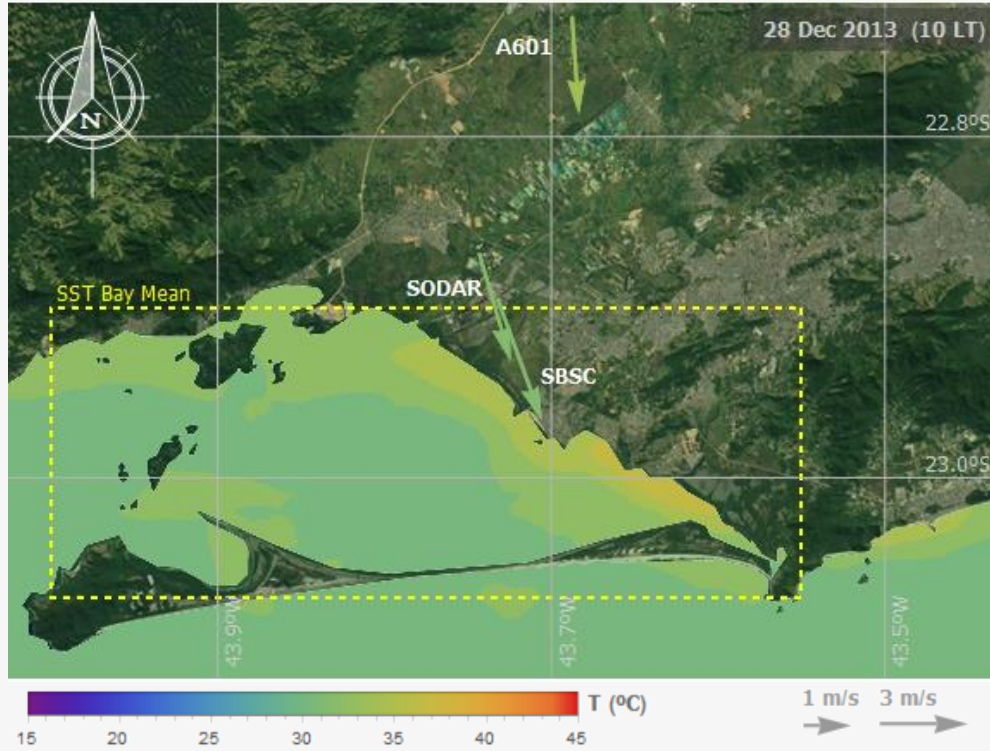 28 Dec 2013 (10 LT)
A601
N
22.8ºS
SST Bay Mean
SODAR
SBSC
23.0ºS
43.9ºW
43.7ºW
43.5ºW
T (ºC)
15 20 25 30 35 40 45
1 m/s 3 m/s